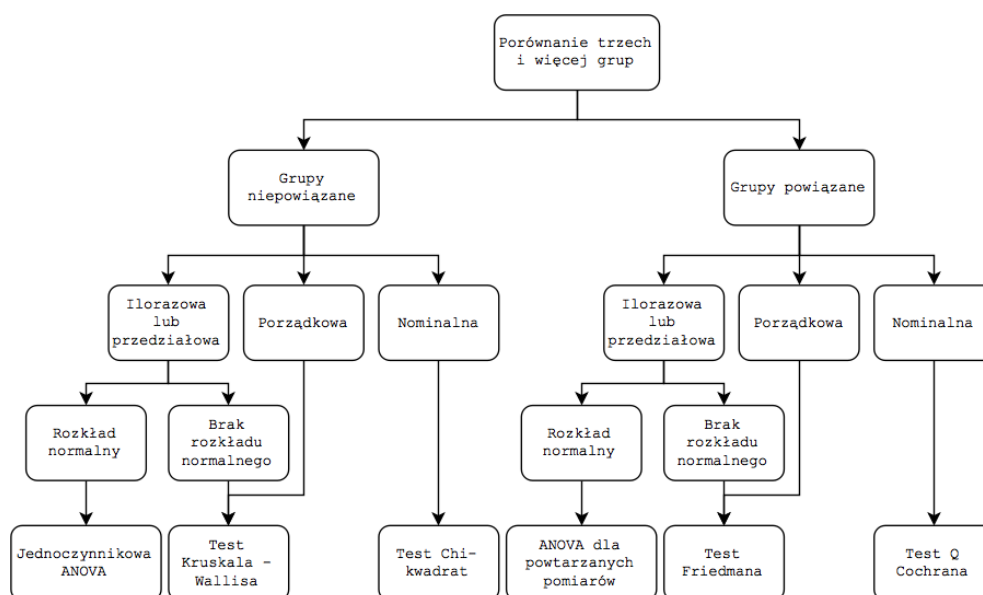 Porównanie trzech
i więcej grup
Grupy
niepowiązane
Grupy powiązane
Ilorazowa
lub
przedziałowa
Porządkowa
Nominalna
Ilorazowa
lub
przedziałowa
Porządkowa
Nominalna
Rozkład
normalny
Brak
rozkładu
normalnego
Rozkład
normalny
Brak
rozkładu
normalnego
Jednoczynnikowa
ANOVA
Test
Kruskala –
Wallisa
Test Chi-
kwadrat
ANOVA dla
powtarzanych
pomiarów
Test
Friedmana
Test Q
Cochrana